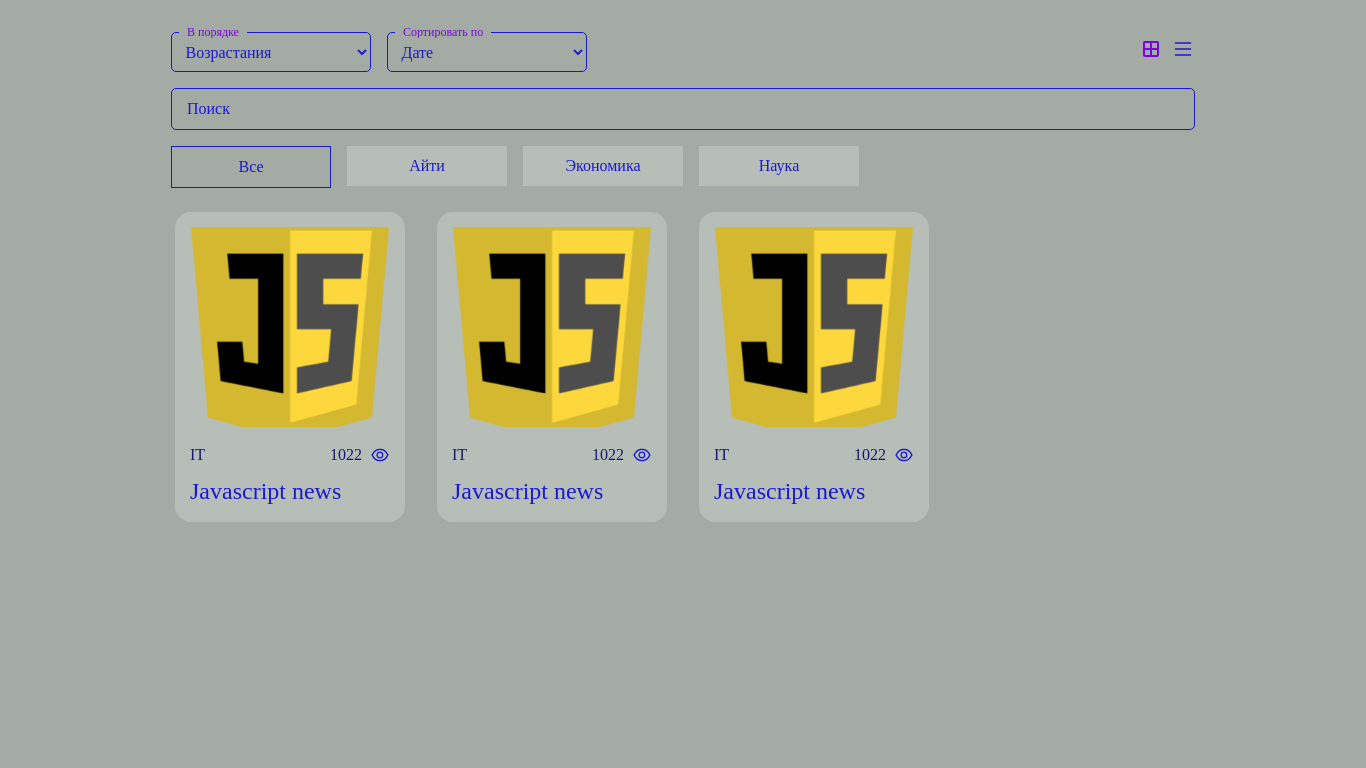 В порядке
Сортировать по
Возрастания
Дате
Поиск
Все
Айти
Экономика
Наука
JS
JS
JS
IT 1022
IT 1022
IT 1022
Javascript news
Javascript news
Javascript news